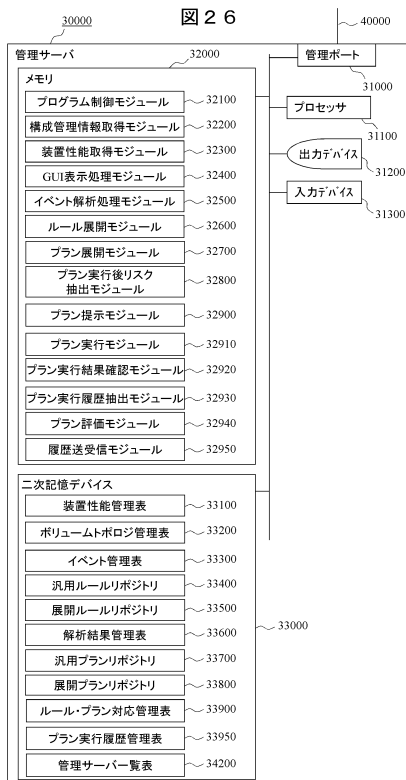 図２６
30000
40000
管理サーバ
32000
管理ポート
31000
メモリ
プログラム制御モジュール
32100
プロセッサ
31100
構成管理情報取得モジュール
32200
装置性能取得モジュール
32300
出力デバイス
31200
GUI表示処理モジュール
32400
入力デバイス
31300
イベント解析処理モジュール
32500
ルール展開モジュール
32600
プラン展開モジュール
32700
プラン実行後リスク
抽出モジュール
32800
プラン提示モジュール
32900
プラン実行モジュール
32910
プラン実行結果確認モジュール
32920
プラン実行履歴抽出モジュール
32930
プラン評価モジュール
32940
履歴送受信モジュール
32950
二次記憶デバイス
装置性能管理表
33100
ボリュームトポロジ管理表
33200
イベント管理表
33300
汎用ルールリポジトリ
33400
展開ルールリポジトリ
33500
解析結果管理表
33600
33000
汎用プランリポジトリ
33700
展開プランリポジトリ
33800
ルール・プラン対応管理表
33900
プラン実行履歴管理表
33950
管理サーバ一覧表
34200